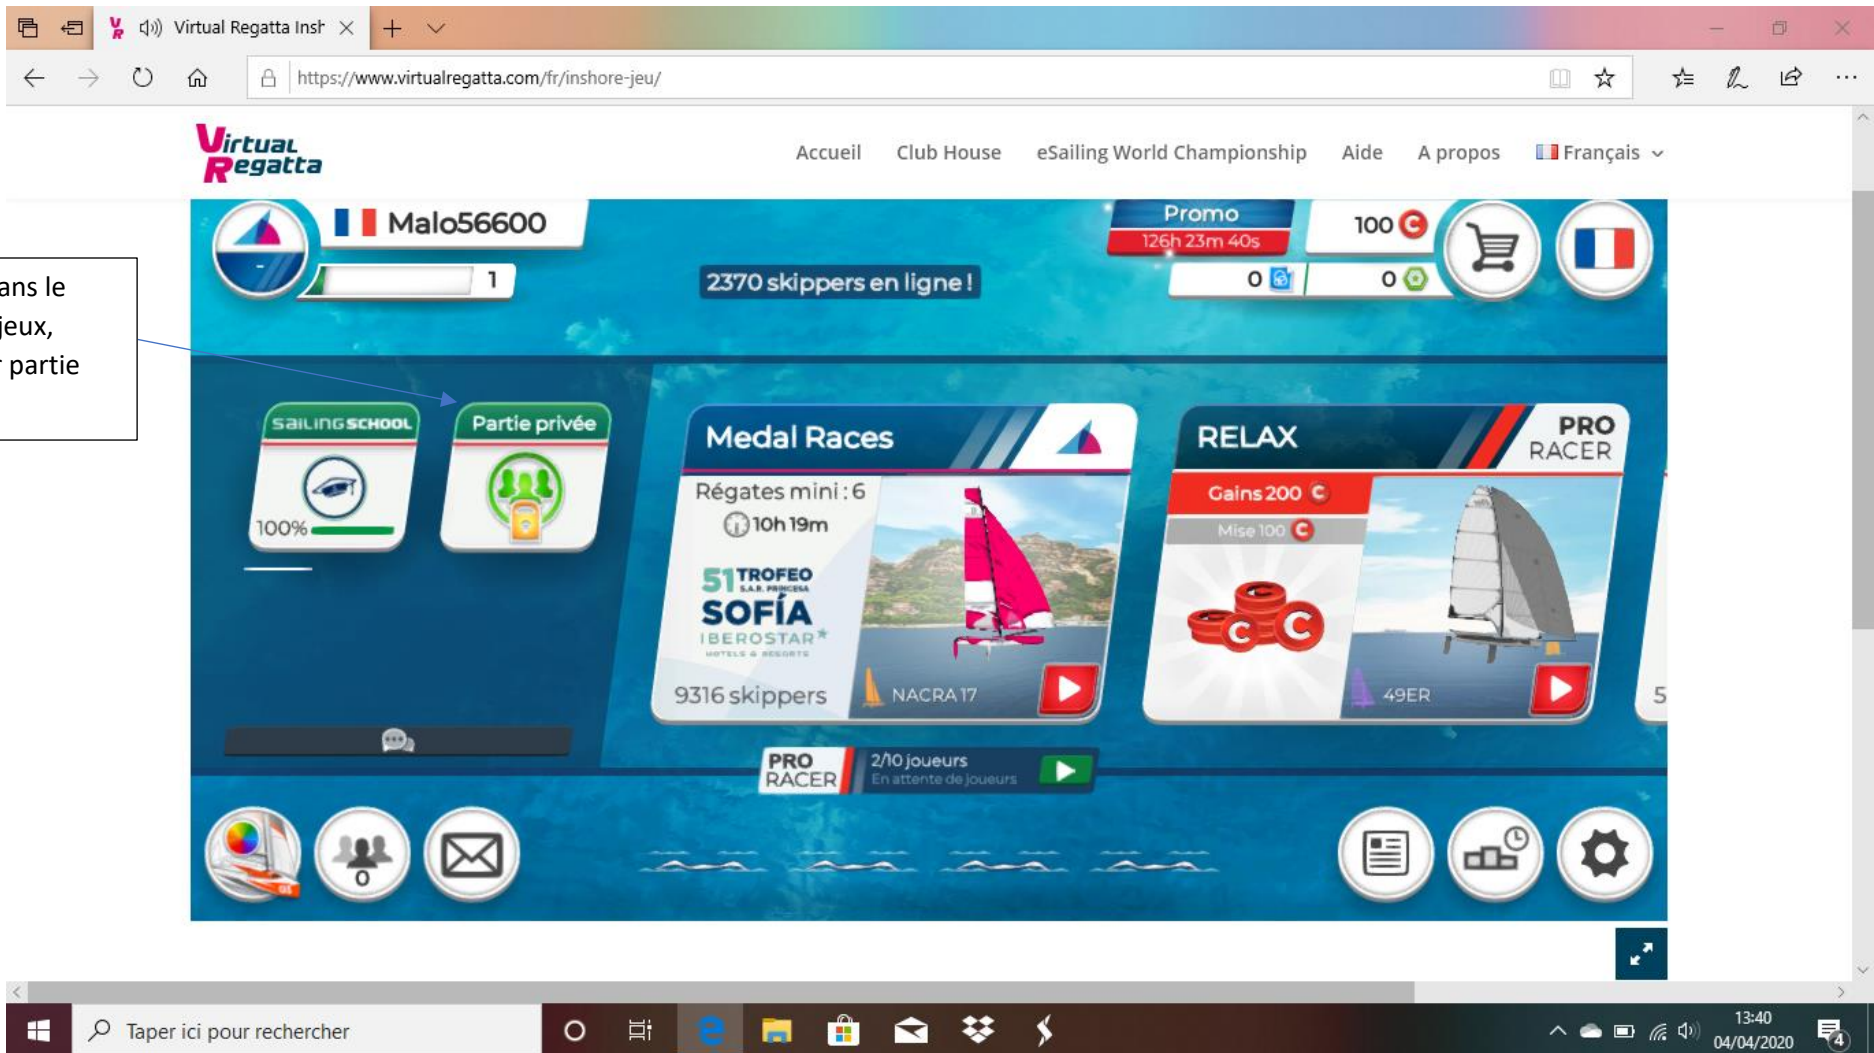 Virtual Regatta Insh
https://www.virtualregatta.com/fr/inshore-jeu/
Virtual
Regatta
Accueil
Club House
eSailing World Championship
Aide
A propos
Français
Malo56600
1
2370 skippers en ligne !
Promo
126h 23m 40s
100
0
0
ans le
jeux,
r partie
SAILING SCHOOL
100%
Partie privée
Medal Races
Régates mini : 6
10h 19m
51 TROFEO
S.A.R. PRINCESA
SOFÍA
IBEROSTAR*
HOTELS & RESORTS
9316 skippers
NACRA 17
RELAX
PRO
RACER
Gains 200 C
Mise 100 C
49ER
5
PRO
RACER
2/10 joueurs
En attente de joueurs
0
Taper ici pour rechercher
13:40
04/04/2020
4